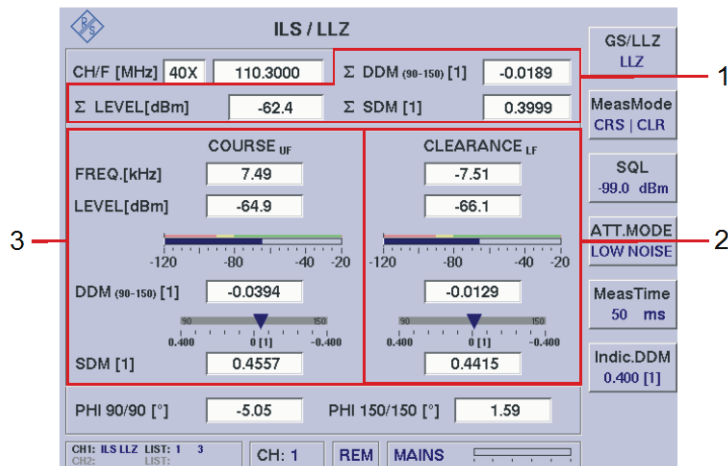 R S
ILS / LLZ
CH/F [MHz] 40X 110.3000 Σ DDM (90-150) [1] -0.0189
Σ LEVEL[dBm] -62.4 Σ SDM [1] 0.3999
COURSE UF CLEARANCE LF
FREQ.[kHz] 7.49 -7.51
LEVEL[dBm] -64.9 -66.1
-120 -80 -40 -20 -120 -80 -40 -20
DDM (90-150) [1] -0.0394 -0.0129
90 150 90 150
0.400 0 [1] -0.400 0.400 0 [1] -0.400
SDM [1] 0.4557 0.4415
PHI 90/90 [°] -5.05 PHI 150/150 [°] 1.59
CH1: ILS LLZ LIST: 1 3
CH2: LIST:
CH: 1 REM MAINS
GS/LLZ
LLZ
MeasMode
CRS | CLR
SQL
-99.0 dBm
ATT.MODE
LOW NOISE
MeasTime
50 ms
Indic.DDM
0.400 [1]
1
2
3